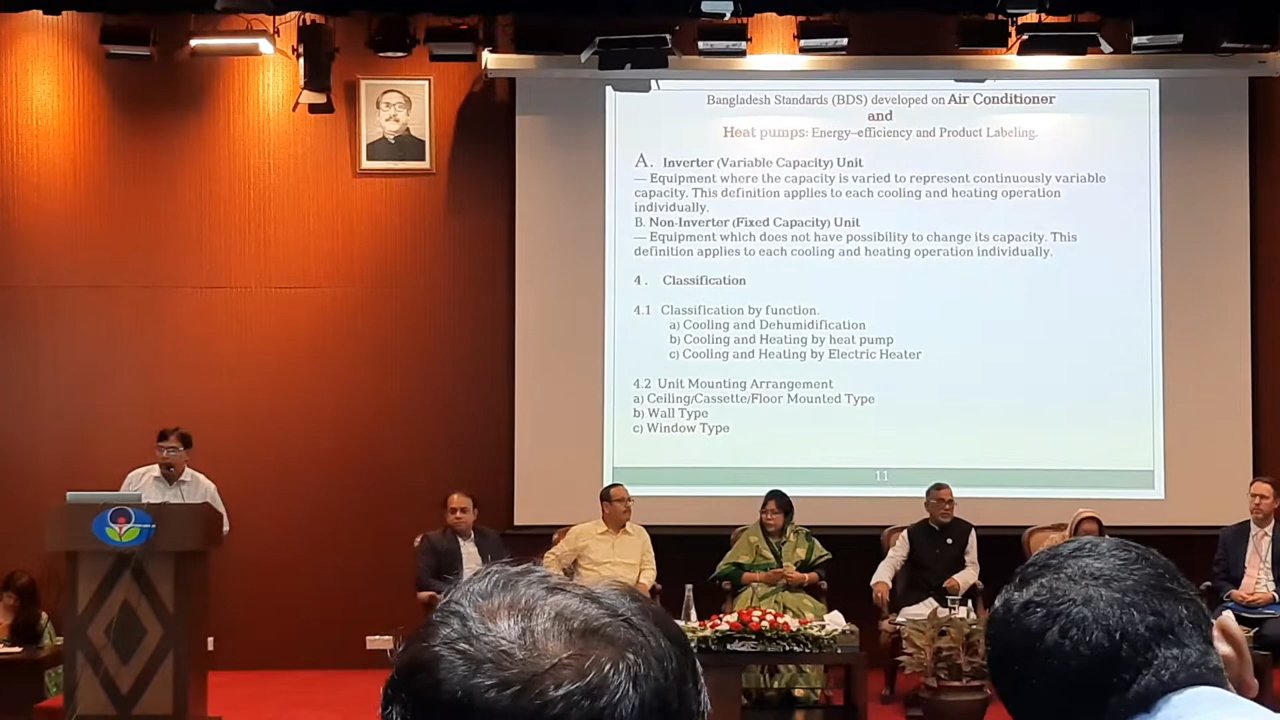 Bangladesh Standards (BDS) developed on Air Conditioner
and
Heat pumps: Energy–efficiency and Product Labeling.
A. Inverter (Variable Capacity) Unit
— Equipment where the capacity is varied to represent continuously variable
capacity. This definition applies to each cooling and heating operation
individually.
B. Non-Inverter (Fixed Capacity) Unit
— Equipment which does not have possibility to change its capacity. This
definition applies to each cooling and heating operation individually.
4. Classification
4.1 Classification by function.
a) Cooling and Dehumidification
b) Cooling and Heating by heat pump
c) Cooling and Heating by Electric Heater
4.2 Unit Mounting Arrangement
a) Ceiling/Cassette/Floor Mounted Type
b) Wall Type
c) Window Type
11